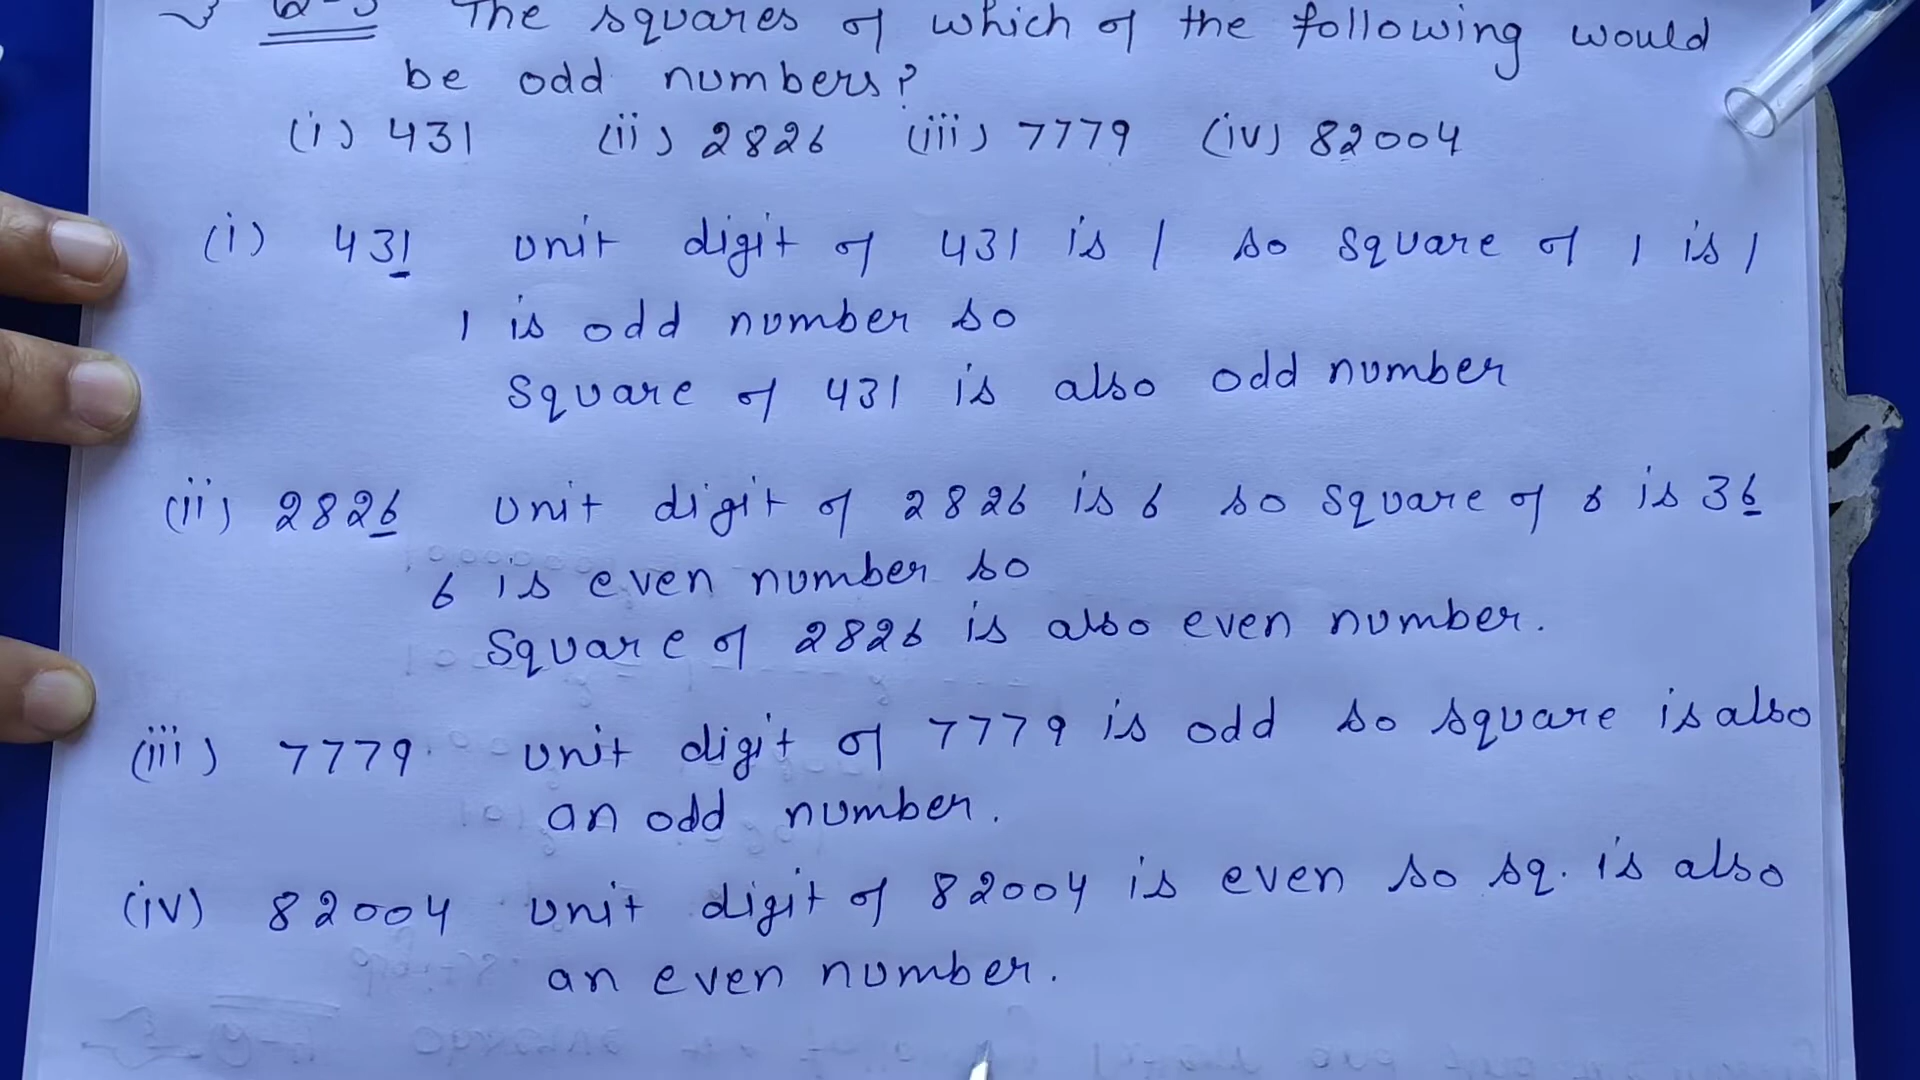 The squares of which of the following would
be odd numbers?
(i) 431 (ii) 2826 (iii) 7779 (iv) 82004
(i) 431 unit digit of 431 is 1 so square of 1 is 1
1 is odd number so
Square of 431 is also odd number
(ii) 2826 unit digit of 2826 is 6 so square of 6 is 36
6 is even number so
Square of 2826 is also even number.
(iii) 7779 unit digit of 7779 is odd so square is also
an odd number.
(iv) 82004 unit digit of 82004 is even so sq. is also
an even number.